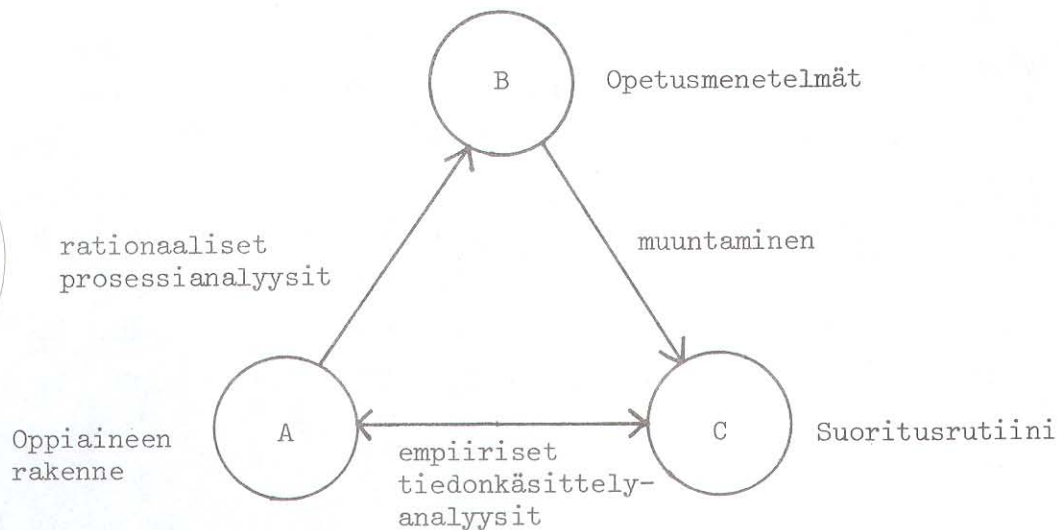 B
Opetusmenetelmät
rationaaliset
prosessianalyysit
muuntaminen
Oppiaineen
rakenne
A
empiiriset
tiedonkäsittely-
analyysit
C
Suoritusrutiini